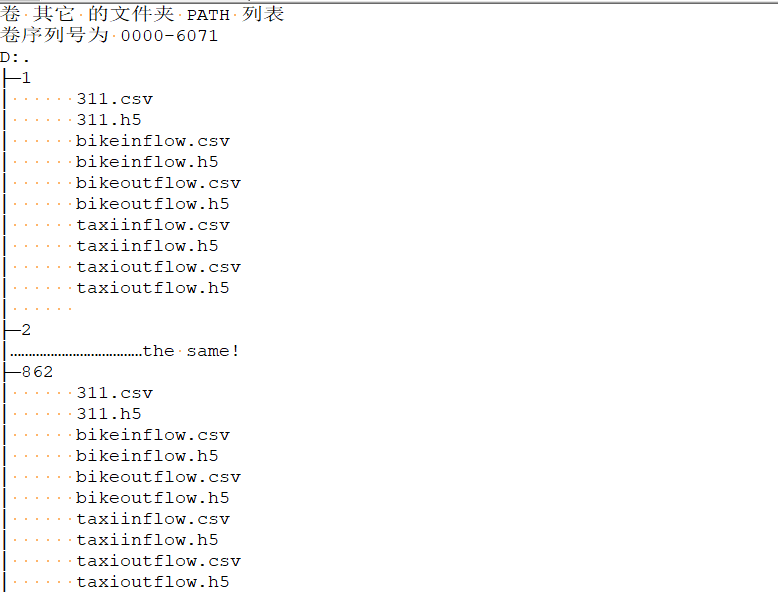 卷 其它 的文件夹 PATH 列表
卷序列号为 0000-6071
D:.
├─1
│      311.csv
│      311.h5
│      bikeinflow.csv
│      bikeinflow.h5
│      bikeoutflow.csv
│      bikeoutflow.h5
│      taxiinflow.csv
│      taxiinflow.h5
│      taxioutflow.csv
│      taxioutflow.h5
│
├─2
│…………………………………the same!
├─862
│      311.csv
│      311.h5
│      bikeinflow.csv
│      bikeinflow.h5
│      bikeoutflow.csv
│      bikeoutflow.h5
│      taxiinflow.csv
│      taxiinflow.h5
│      taxioutflow.csv
│      taxioutflow.h5